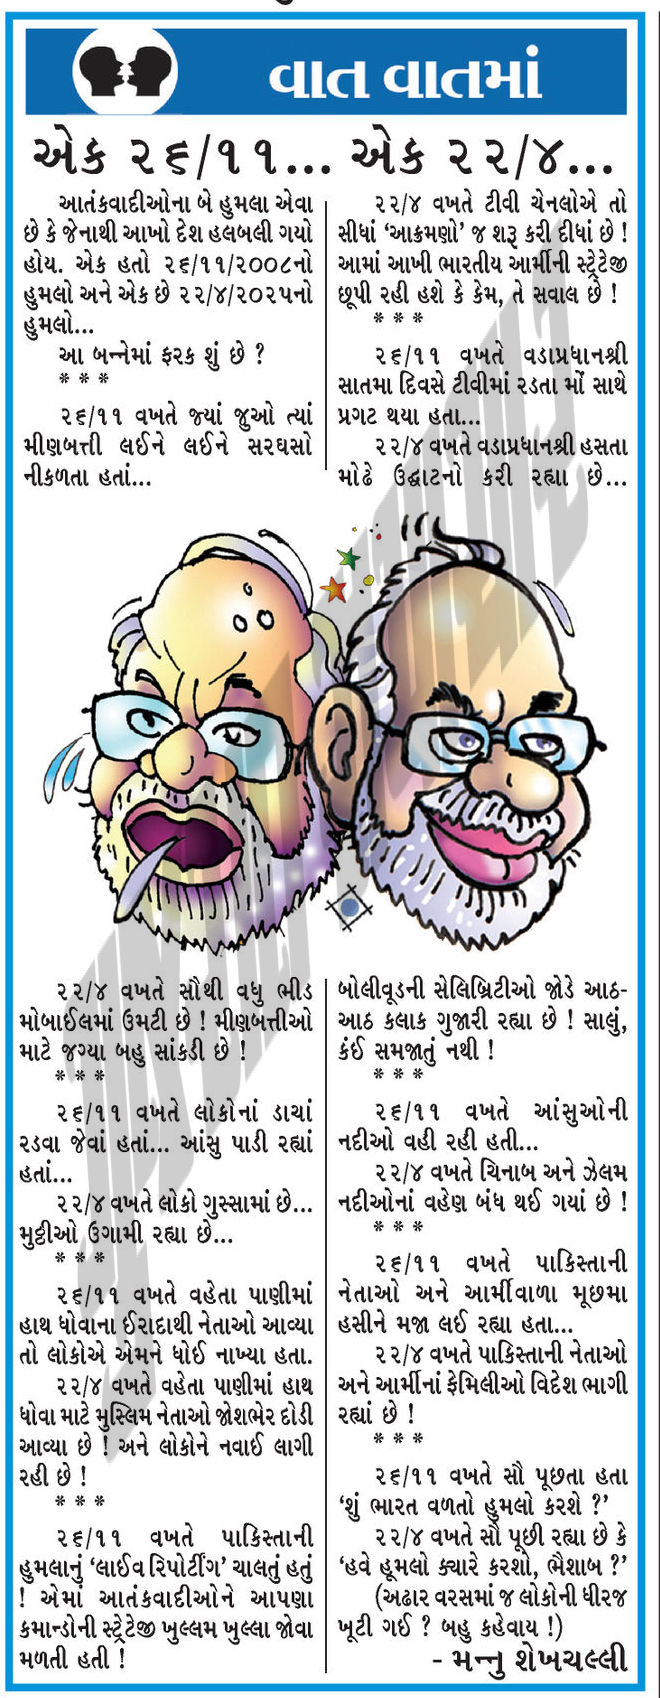 વાત વાતમાં
એક ૨૬/૧૧... એક ૨૨/૪...
આતંકવાદીઓના બે હુમલા એવા
છે કે જેનાથી આખો દેશ હલબલી ગયો
હોય. એક હતો ૨૬/૧૧/૨૦૦૮નો
હુમલો અને એક છે ૨૨/૪/૨૦૨૫નો
હુમલો...
આ બન્નેમાં ફરક શું છે ?
* * *
૨૬/૧૧ વખતે જ્યાં જુઓ ત્યાં
મીણબત્તી લઈને લઈને સરઘસો
નીકળતા હતાં...
૨૨/૪ વખતે સૌથી વધુ ભીડ
મોબાઈલમાં ઉમટી છે ! મીણબત્તીઓ
માટે જગ્યા બહુ સાંકડી છે !
* * *
૨૬/૧૧ વખતે લોકોનાં ડાચાં
રડવા જેવાં હતાં... આંસુ પાડી રહ્યાં
હતાં...
૨૨/૪ વખતે લોકો ગુસ્સામાં છે...
મુઠ્ઠીઓ ઉગામી રહ્યા છે...
* * *
૨૬/૧૧ વખતે વહેતા પાણીમાં
હાથ ધોવાના ઈરાદાથી નેતાઓ આવ્યા
તો લોકોએ એમને ધોઈ નાખ્યા હતા.
૨૨/૪ વખતે વહેતા પાણીમાં હાથ
ધોવા માટે મુસ્લિમ નેતાઓ જોશભેર દોડી
આવ્યા છે ! અને લોકોને નવાઈ લાગી
રહી છે !
* * *
૨૬/૧૧ વખતે પાકિસ્તાની
હુમલાનું ‘લાઈવ રિપોર્ટીંગ’ ચાલતું હતું
! એમાં આતંકવાદીઓને આપણા
કમાન્ડોની સ્ટ્રેટેજી ખુલ્લમ ખુલ્લા જોવા
મળતી હતી !
૨૨/૪ વખતે ટીવી ચેનલોએ તો
સીધાં ‘આક્રમણો’ જ શરૂ કરી દીધાં છે !
આમાં આખી ભારતીય આર્મીની સ્ટ્રેટેજી
છૂપી રહી હશે કે કેમ, તે સવાલ છે !
* * *
૨૬/૧૧ વખતે વડાપ્રધાનશ્રી
સાતમા દિવસે ટીવીમાં રડતા મોં સાથે
પ્રગટ થયા હતા...
૨૨/૪ વખતે વડાપ્રધાનશ્રી હસતા
મોઢે ઉદ્ઘાટનો કરી રહ્યા છે...
બોલીવૂડની સેલિબ્રિટીઓ જોડે આઠ-
આઠ કલાક ગુજારી રહ્યા છે ! સાલું,
કંઈ સમજાતું નથી !
* * *
૨૬/૧૧ વખતે આંસુઓની
નદીઓ વહી રહી હતી...
૨૨/૪ વખતે ચિનાબ અને ઝેલમ
નદીઓનાં વહેણ બંધ થઈ ગયાં છે !
* * *
૨૬/૧૧ વખતે પાકિસ્તાની
નેતાઓ અને આર્મીવાળા મૂછમા
હસીને મજા લઈ રહ્યા હતા...
૨૨/૪ વખતે પાકિસ્તાની નેતાઓ
અને આર્મીનાં ફેમિલીઓ વિદેશ ભાગી
રહ્યાં છે !
* * *
૨૬/૧૧ વખતે સૌ પૂછતા હતા
‘શું ભારત વળતો હુમલો કરશે ?’
૨૨/૪ વખતે સૌ પૂછી રહ્યા છે કે
‘હવે હૂમલો ક્યારે કરશો, ભૈશાબ ?’
(અઢાર વરસમાં જ લોકોની ધીરજ
ખૂટી ગઈ ? બહુ કહેવાય !)
- મન્નુ શેખચલ્લી